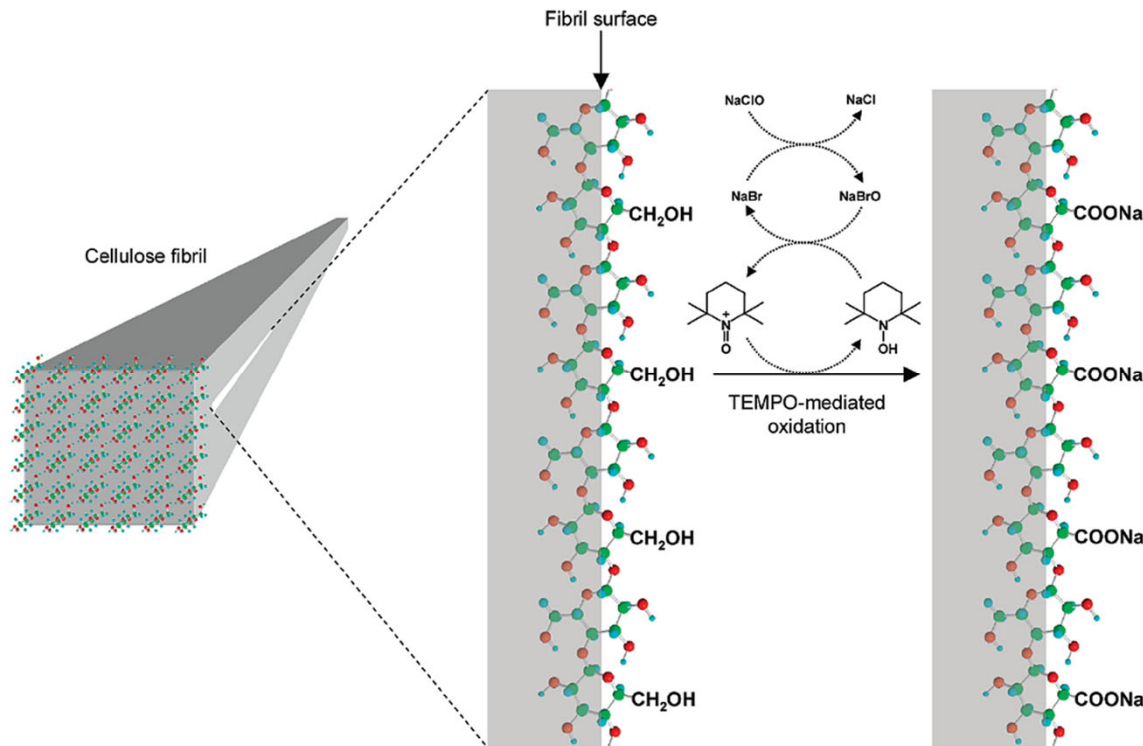 Fibril surface
Cellulose fibril
NaClO
NaCl
NaBr
NaBrO
CH₂OH
CH₂OH
CH₂OH
CH₂OH
N
+
O
N
OH
TEMPO-mediated
oxidation
COONa
COONa
COONa
COONa